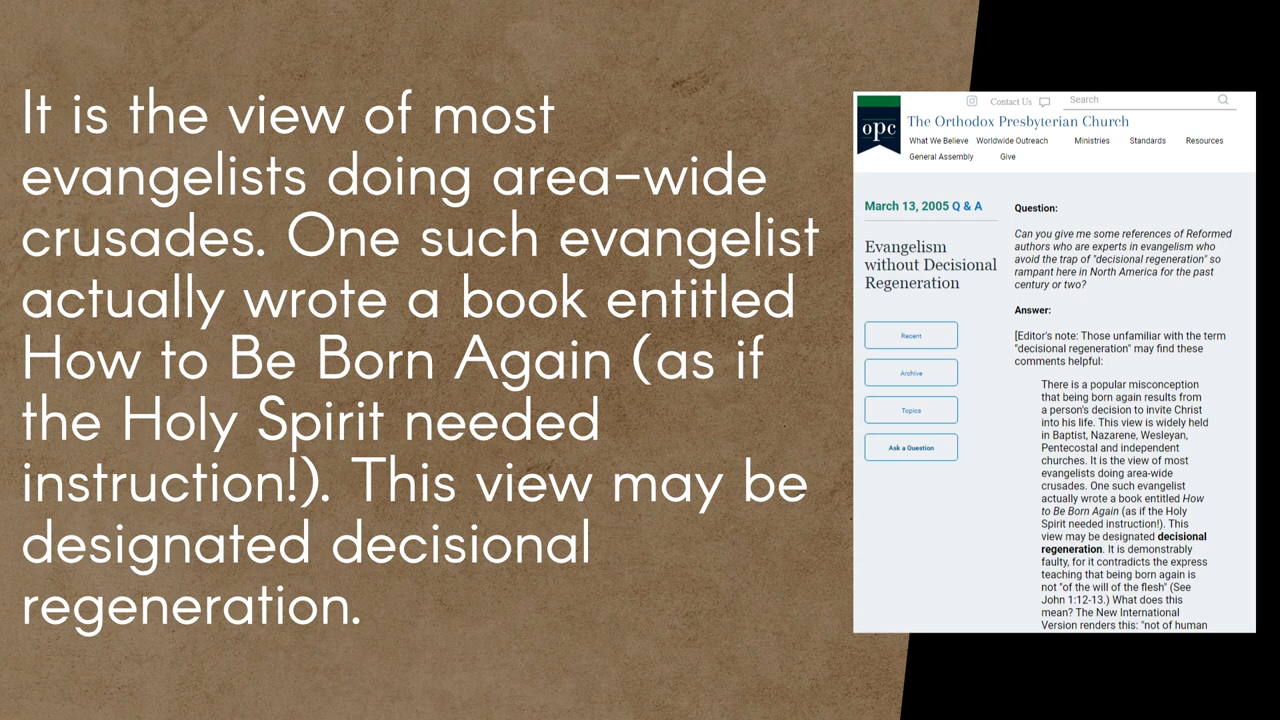 It is the view of most
evangelists doing area-wide
crusades. One such evangelist
actually wrote a book entitled
How to Be Born Again (as if
the Holy Spirit needed
instruction!). This view may be
designated decisional
regeneration.
Contact Us
Search
opc
The Orthodox Presbyterian Church
What We Believe Worldwide Outreach Ministries Standards Resources
General Assembly Give
March 13, 2005 Q & A
Evangelism
without Decisional
Regeneration
Recent
Archive
Topics
Ask a Question
Question:
Can you give me some references of Reformed
authors who are experts in evangelism who
avoid the trap of "decisional regeneration" so
rampant here in North America for the past
century or two?
Answer:
[Editor's note: Those unfamiliar with the term
"decisional regeneration" may find these
comments helpful:
There is a popular misconception
that being born again results from
a person's decision to invite Christ
into his life. This view is widely held
in Baptist, Nazarene, Wesleyan,
Pentecostal and independent
churches. It is the view of most
evangelists doing area-wide
crusades. One such evangelist
actually wrote a book entitled How
to Be Born Again (as if the Holy
Spirit needed instruction!). This
view may be designated decisional
regeneration. It is demonstrably
faulty, for it contradicts the express
teaching that being born again is
not "of the will of the flesh" (See
John 1:12-13.) What does this
mean? The New International
Version renders this: "not of human